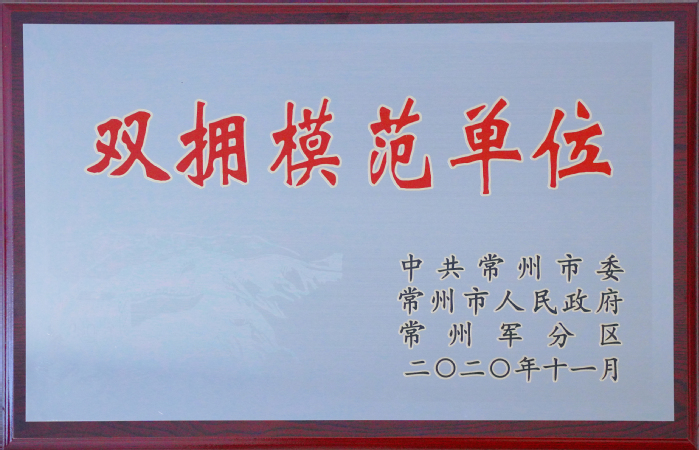 双拥模范单位
中共常州市委
常州市人民政府
常州军分区
二〇二〇年十一月